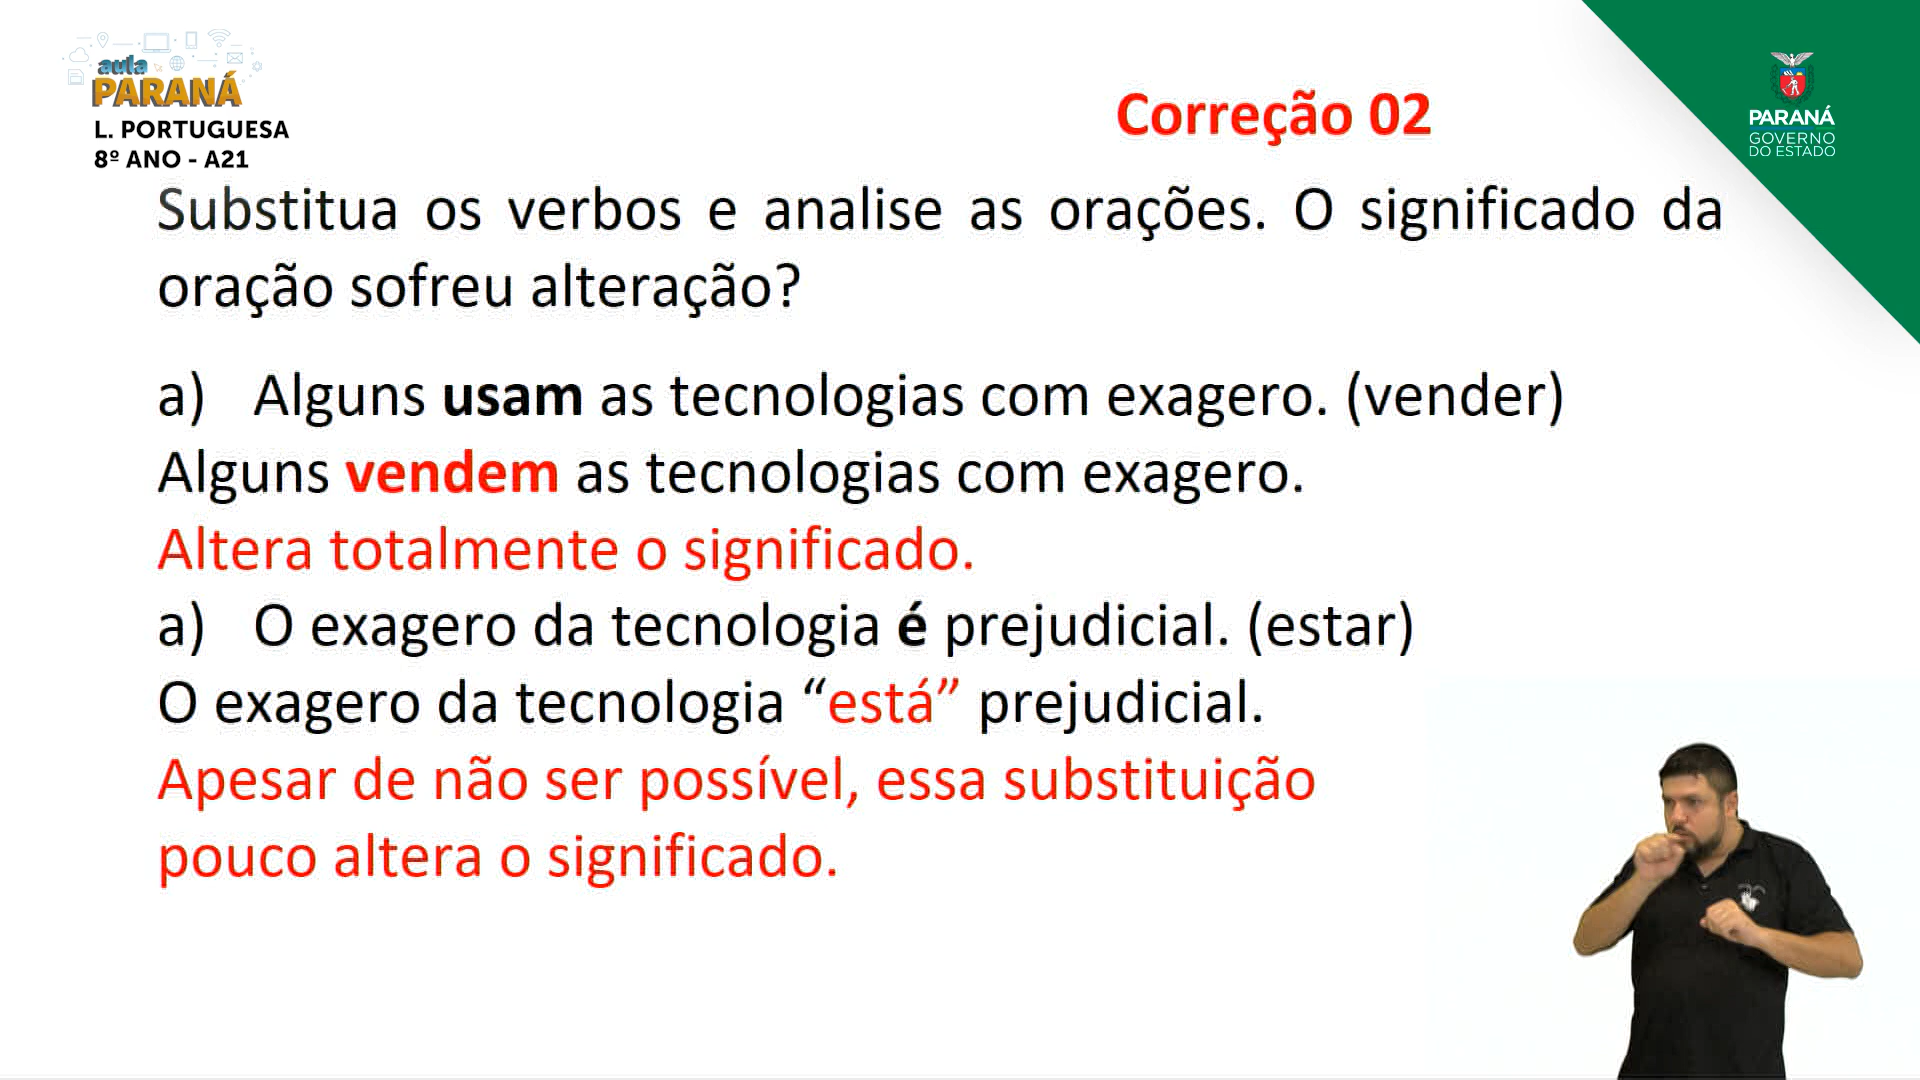 aula
PARANÁ
L. PORTUGUESA
8º ANO - A21
Correção 02
PARANÁ
GOVERNO
DO ESTADO
Substitua os verbos e analise as orações. O significado da
oração sofreu alteração?
a) Alguns usam as tecnologias com exagero. (vender)
Alguns vendem as tecnologias com exagero.
Altera totalmente o significado.
a) O exagero da tecnologia é prejudicial. (estar)
O exagero da tecnologia “está” prejudicial.
Apesar de não ser possível, essa substituição
pouco altera o significado.